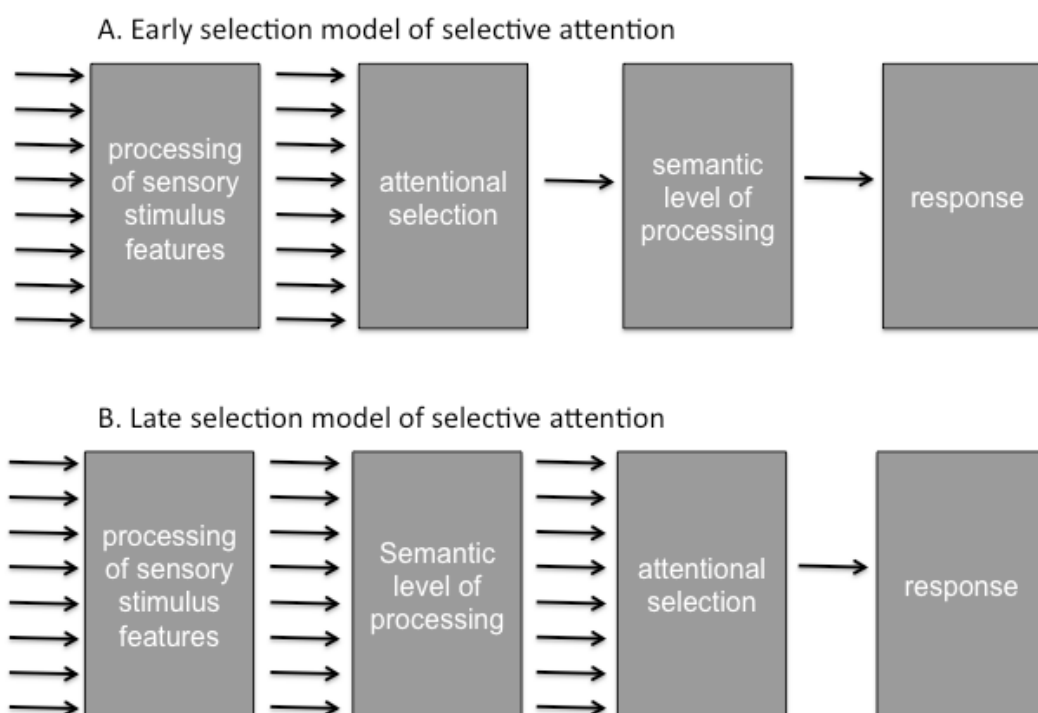 A. Early selection model of selective attention
processing
of sensory
stimulus
features
attentional
selection
semantic
level of
processing
response
B. Late selection model of selective attention
processing
of sensory
stimulus
features
Semantic
level of
processing
attentional
selection
response